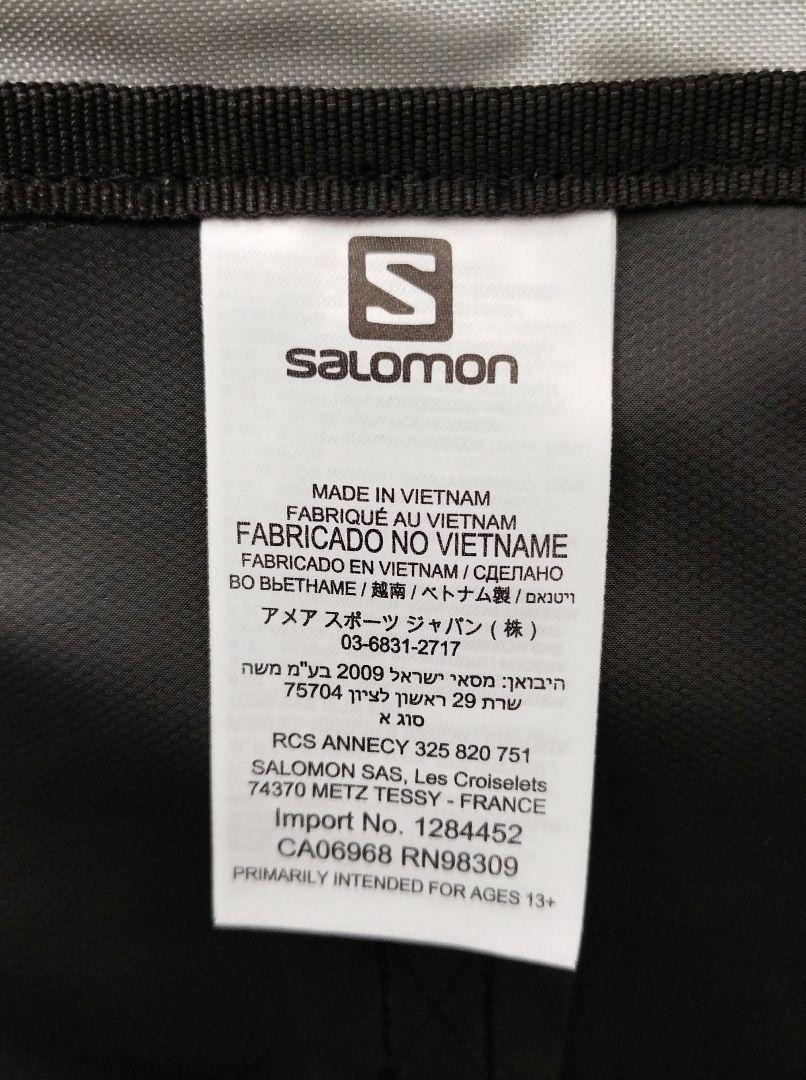 S
salomon
MADE IN VIETNAM
FABRIQUÉ AU VIETNAM
FABRICADO NO VIETNAME
FABRICADO EN VIETNAM / СДЕЛАНО
ВО ВЬЕТНАМЕ / 越南 / ベトナム製 / ויטנאם
アメア スポーツ ジャパン ( 株 )
03-6831-2717
היבואן: מסאי ישראל 2009 בע"מ משה
שרת 29 ראשון לציון 75704
סוג א
RCS ANNECY 325 820 751
SALOMON SAS, Les Croiselets
74370 METZ TESSY - FRANCE
Import No. 1284452
CA06968 RN98309
PRIMARILY INTENDED FOR AGES 13+